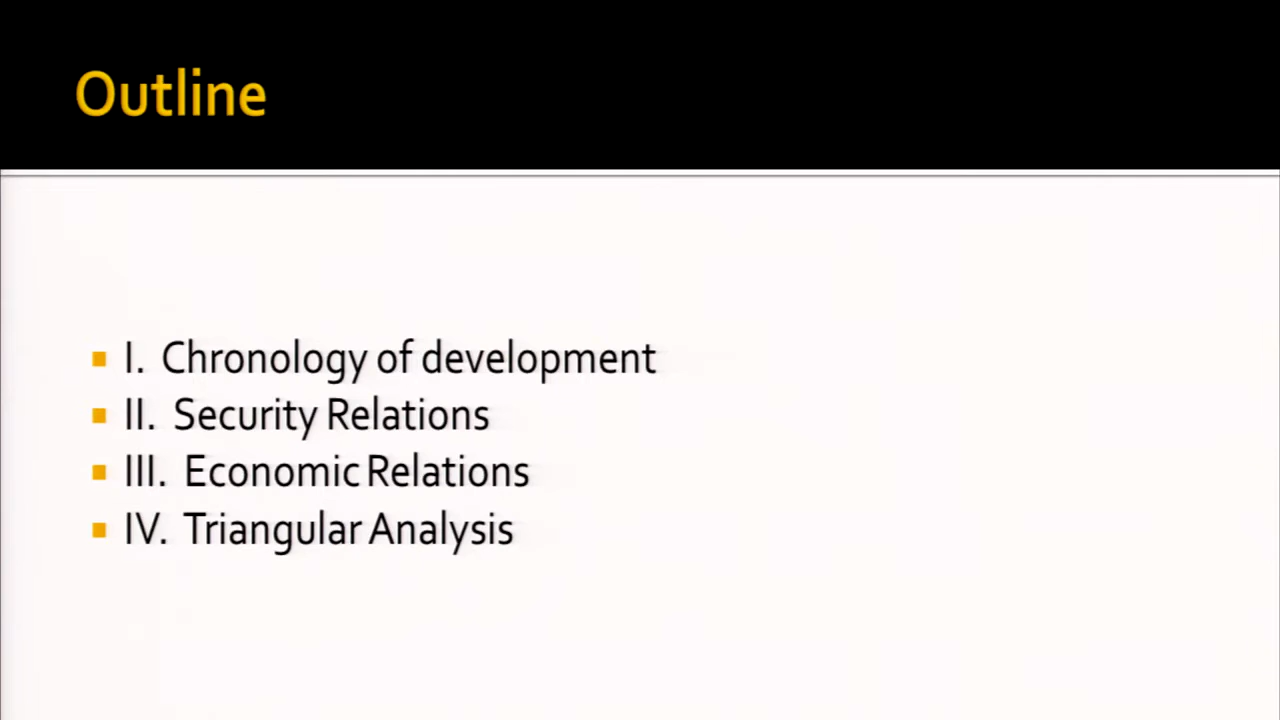 Outline
I. Chronology of development
II. Security Relations
III. Economic Relations
IV. Triangular Analysis